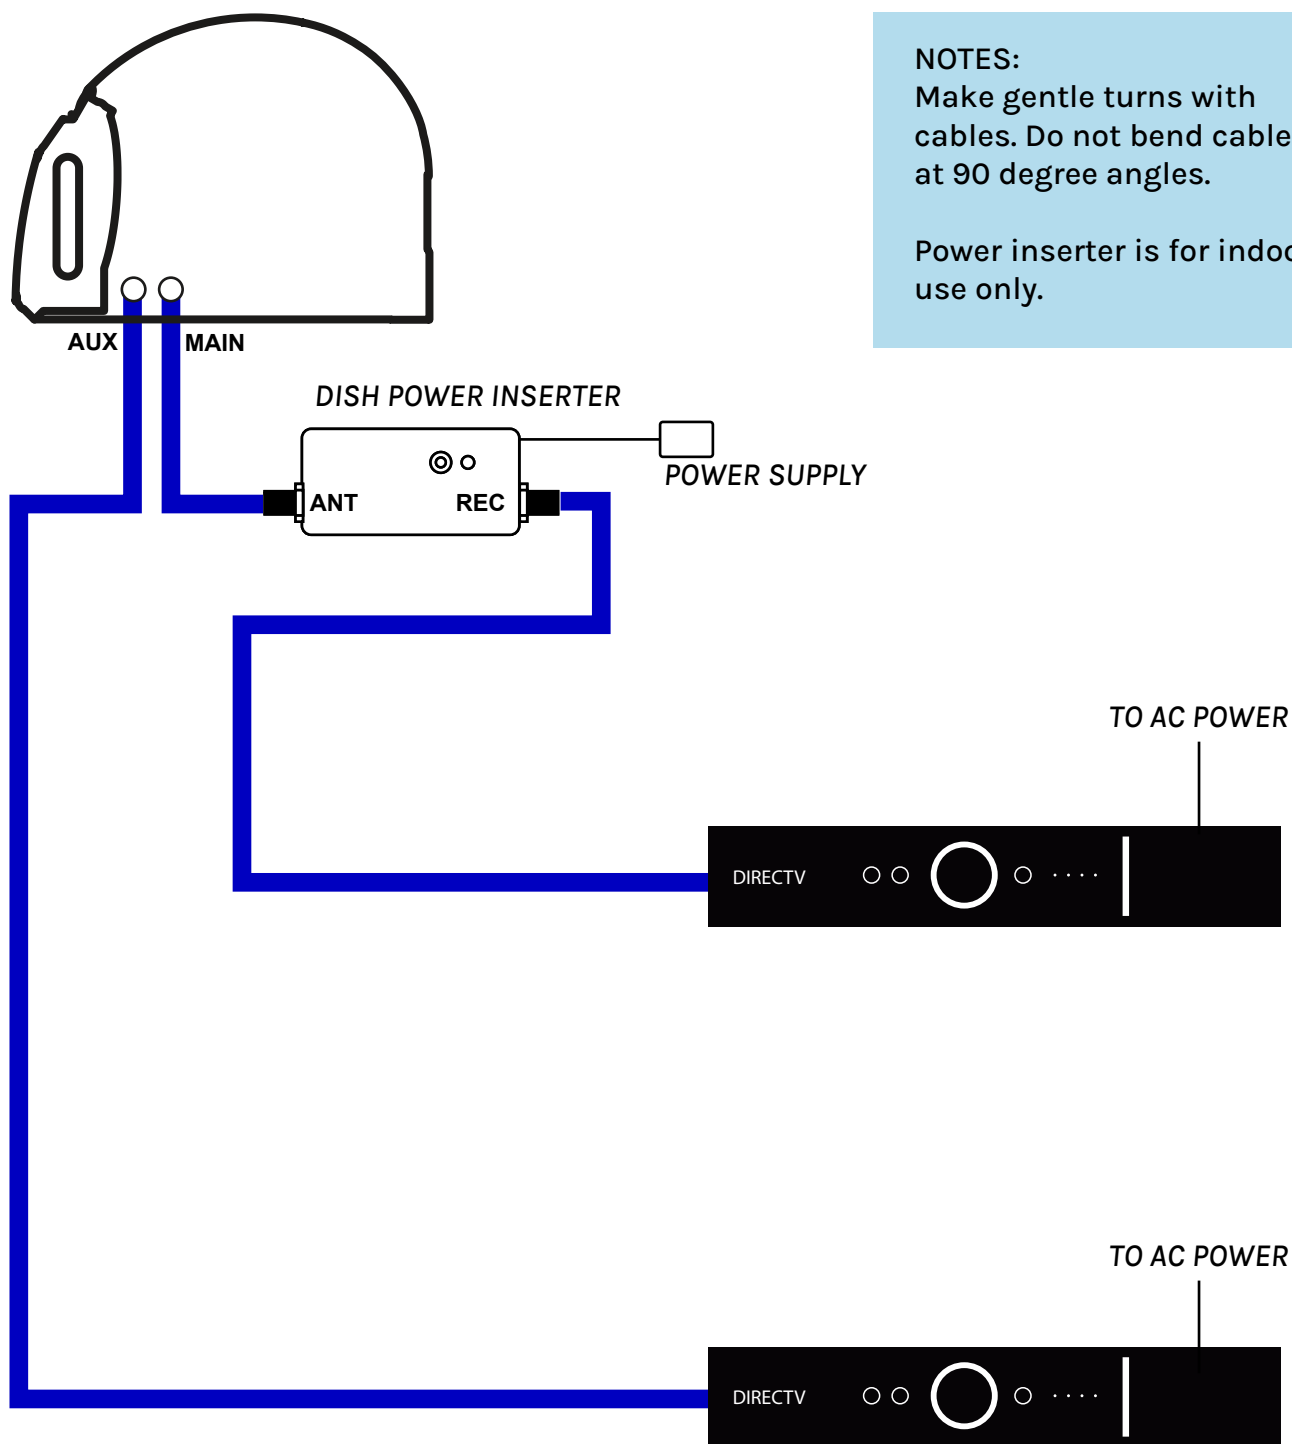 NOTES:
Make gentle turns with
cables. Do not bend cable
at 90 degree angles.
Power inserter is for
use only.
AUX
MAIN
DISH POWER INSERTER
POWER SUPPLY
ANT
REC
TO AC POWER
DIRECTV
TO AC POWER
DIRECTV